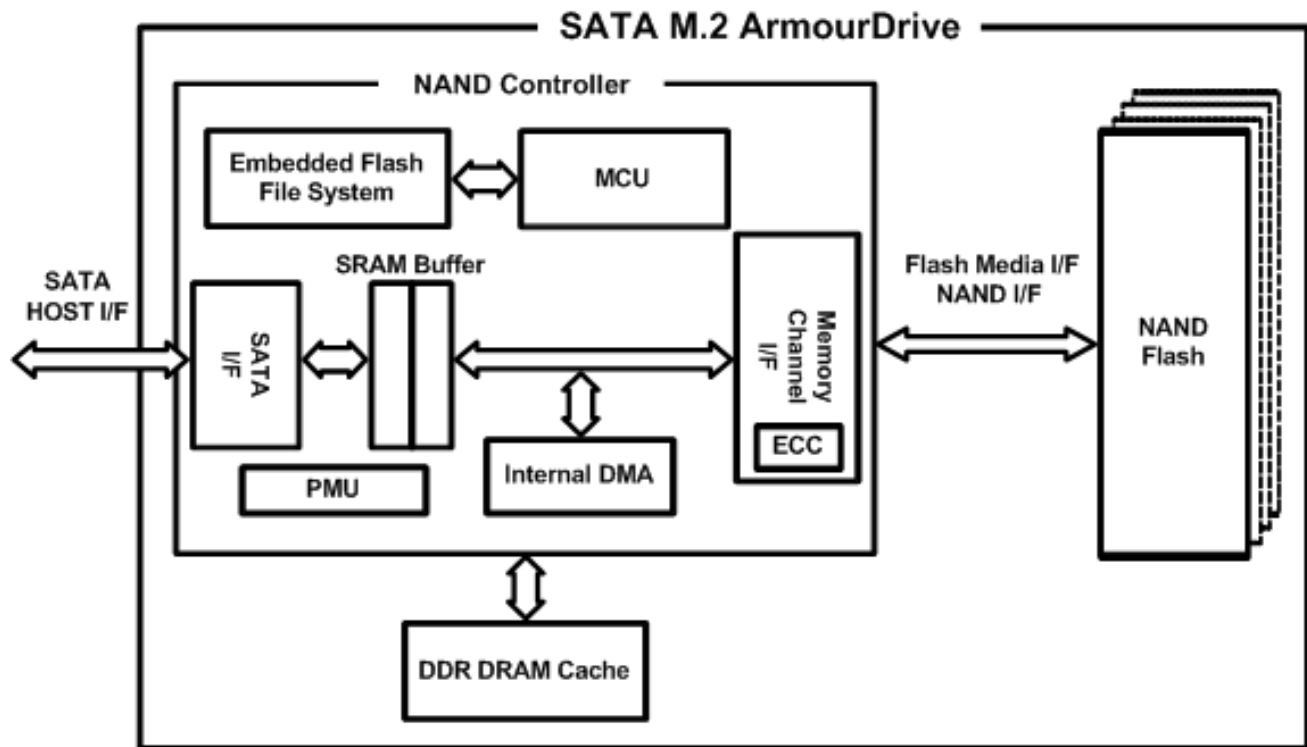 SATA M.2 ArmourDrive
NAND Controller
Embedded Flash
File System
MCU
SRAM Buffer
SATA
HOST I/F
SATA
I/F
Memory
Channel
I/F
ECC
Flash Media I/F
NAND I/F
NAND
Flash
Internal DMA
PMU
DDR DRAM Cache